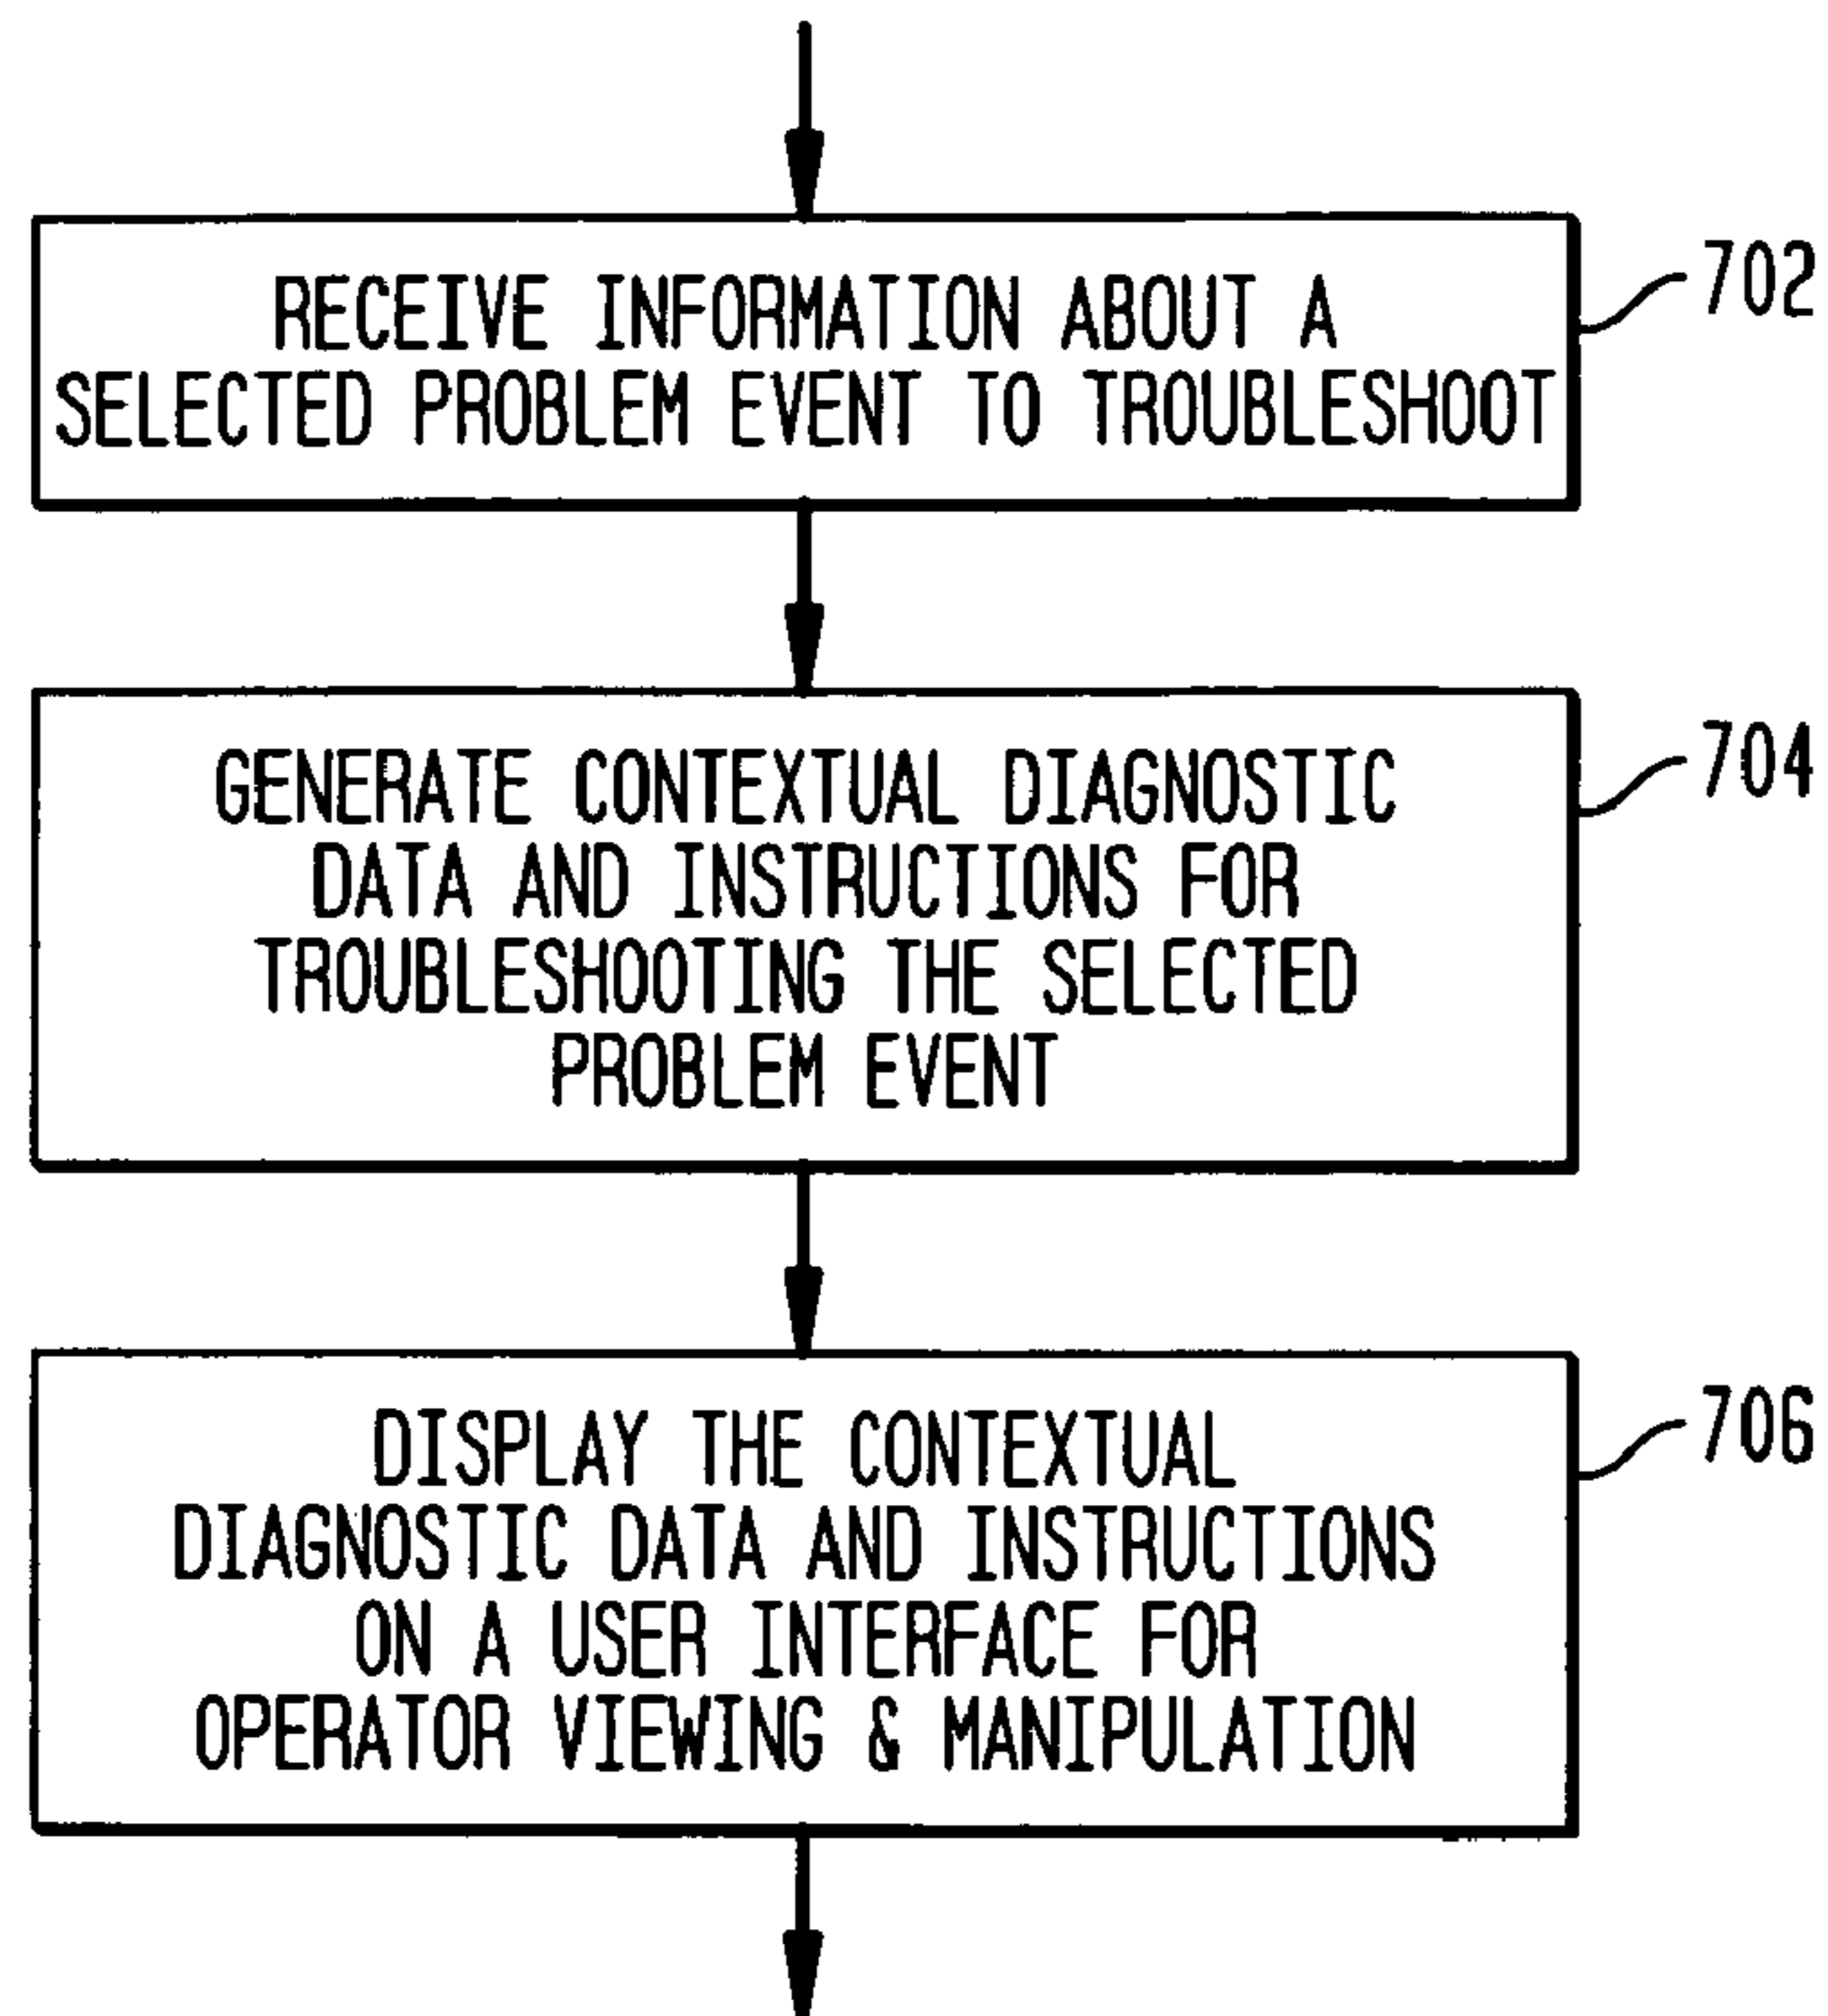 RECEIVE INFORMATION ABOUT A
SELECTED PROBLEM EVENT TO TROUBLESHOOT
702
GENERATE CONTEXTUAL DIAGNOSTIC
DATA AND INSTRUCTIONS FOR
TROUBLESHOOTING THE SELECTED
PROBLEM EVENT
704
DISPLAY THE CONTEXTUAL
DIAGNOSTIC DATA AND INSTRUCTIONS
ON A USER INTERFACE FOR
OPERATOR VIEWING & MANIPULATION
706